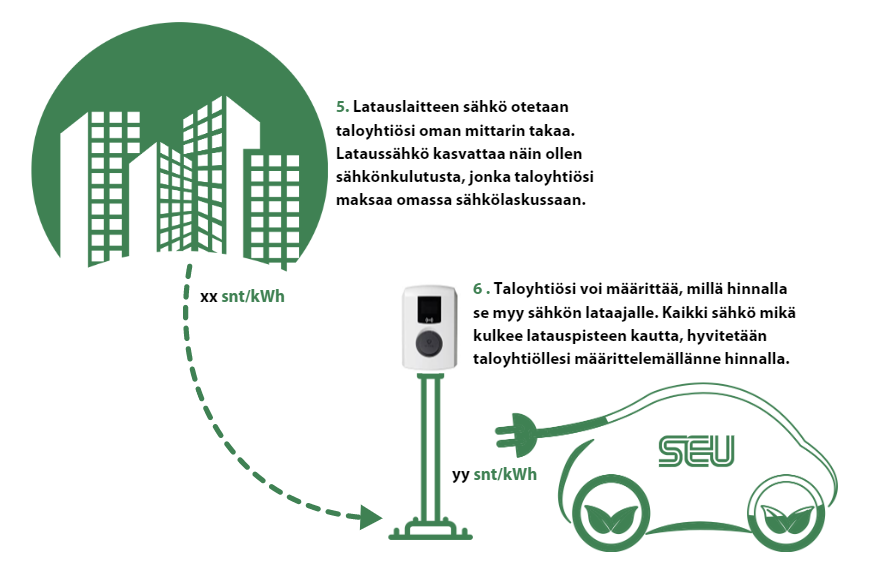 5. Latauslaitteen sähkö otetaan
taloyhtiösi oman mittarin takaa.
Lataussähkö kasvattaa näin ollen
sähkönkulutusta, jonka taloyhtiösi
maksaa omassa sähkölaskussaan.
xx snt/kWh
6 . Taloyhtiösi voi määrittää, millä hinnalla
se myy sähkön lataajalle. Kaikki sähkö mikä
kulkee latauspisteen kautta, hyvitetään
taloyhtiöllesi määrittelemällänne hinnalla.
SEU
yy snt/kWh